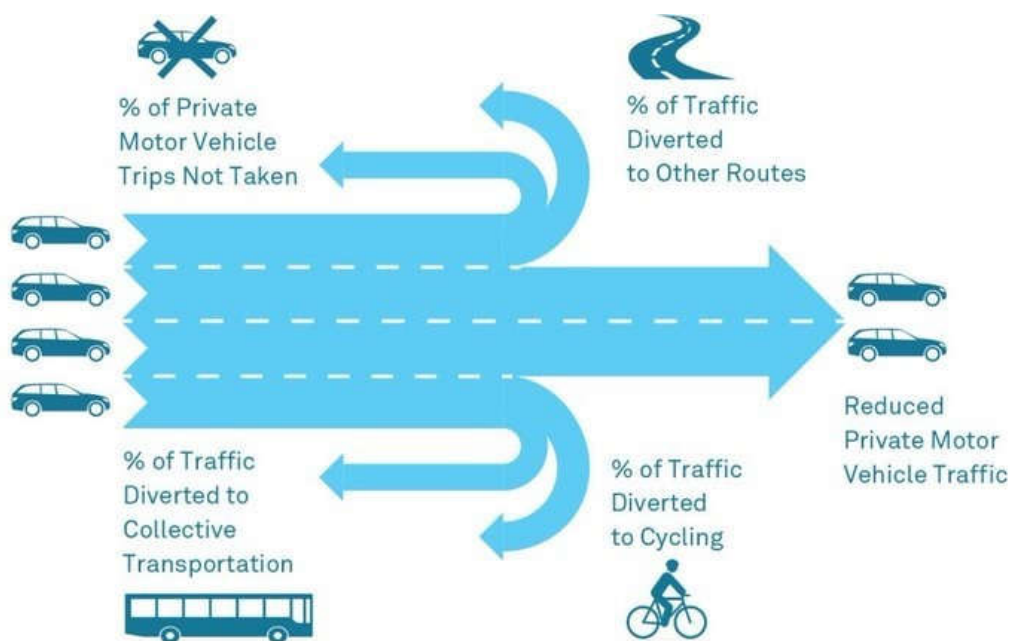 % of Private
Motor Vehicle
Trips Not Taken
% of Traffic
Diverted
to Other Routes
% of Traffic
Diverted to
Collective
Transportation
% of Traffic
Diverted
to Cycling
Reduced
Private Motor
Vehicle Traffic